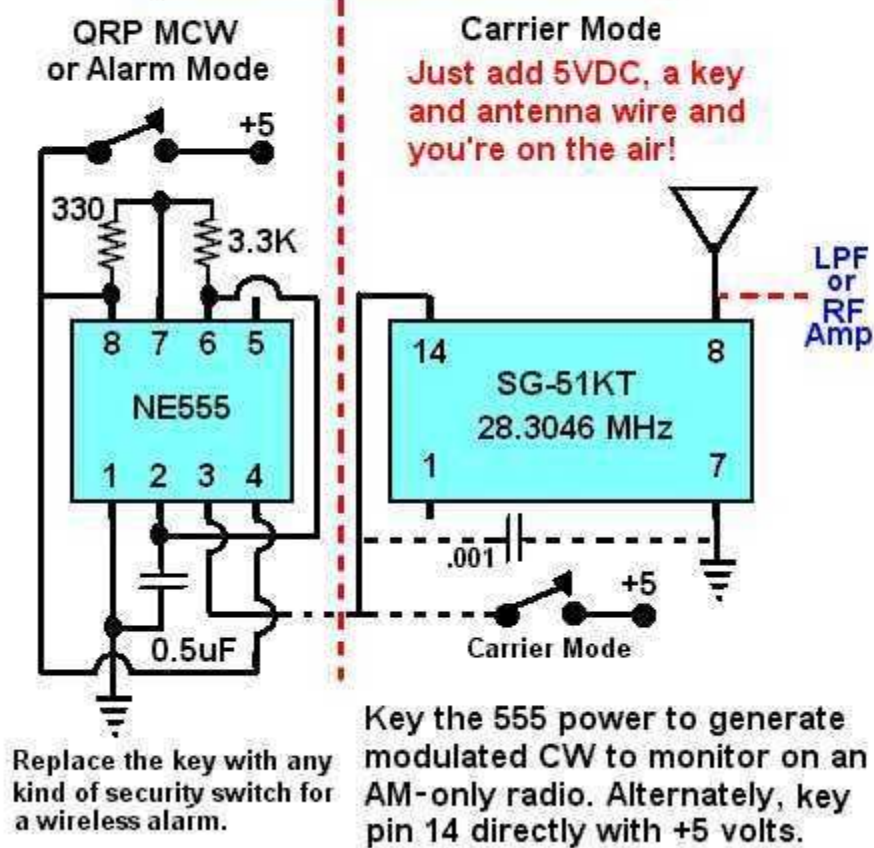 QRP MCW
or Alarm Mode
+5
330
3.3K
8 7 6 5
NE555
1 2 3 4
0.5uF
Replace the key with any
kind of security switch for
a wireless alarm.
Carrier Mode
Just add 5VDC, a key
and antenna wire and
you're on the air!
LPF
or
RF
Amp
14 8
SG-51KT
28.3046 MHz
1 7
.001
+5
Carrier Mode
Key the 555 power to generate
modulated CW to monitor on an
AM-only radio. Alternately, key
pin 14 directly with +5 volts.